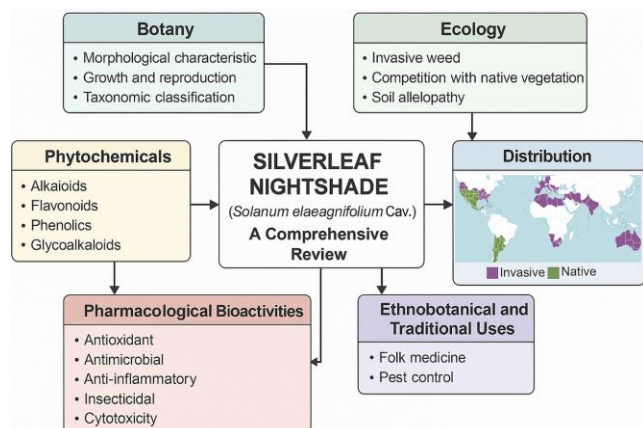 Botany
• Morphological characteristic
• Growth and reproduction
• Taxonomic classification
Ecology
• Invasive weed
• Competition with native vegetation
• Soil allelopathy
Phytochemicals
• Alkaioids
• Flavonoids
• Phenolics
• Glycoalkaloids
SILVERLEAF
NIGHTSHADE
(Solanum elaeagnifolium Cav.)
A Comprehensive
Review
Distribution
Invasive
Native
Pharmacological Bioactivities
• Antioxidant
• Antimicrobial
• Anti-inflammatory
• Insecticidal
• Cytotoxicity
Ethnobotanical and
Traditional Uses
• Folk medicine
• Pest control